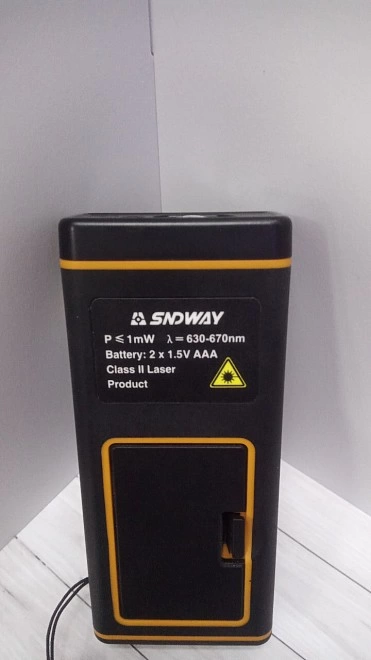 SNDWAY
P ≤ 1mW λ = 630-670nm
Battery: 2 x 1.5V AAA
Class II Laser
Product